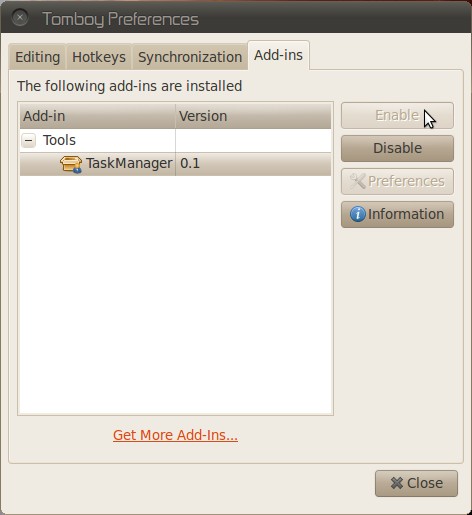 Tomboy Preferences
Editing Hotkeys Synchronization Add-ins
The following add-ins are installed
Add-in Version Enable
Tools Disable
TaskManager 0.1 Preferences
Information
Get More Add-Ins...
Close